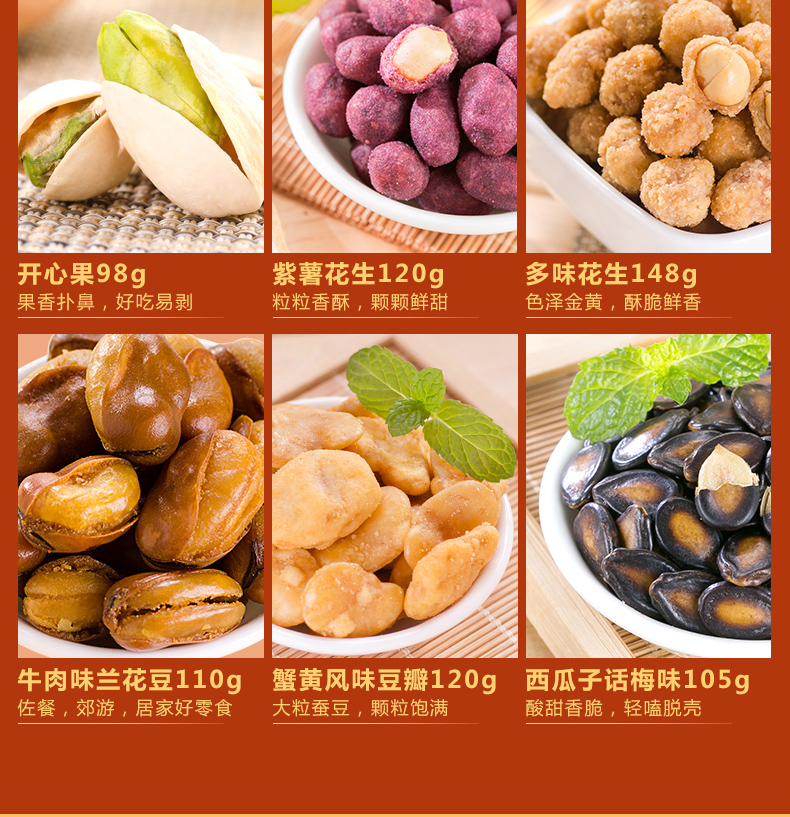 开心果98g
果香扑鼻，好吃易剥
紫薯花生120g
粒粒香酥，颗颗鲜甜
多味花生148g
色泽金黄，酥脆鲜香
牛肉味兰花豆110g
佐餐，郊游，居家好零食
蟹黄风味豆瓣120g
大粒蚕豆，颗粒饱满
西瓜子话梅味105g
酸甜香脆，轻嗑脱壳